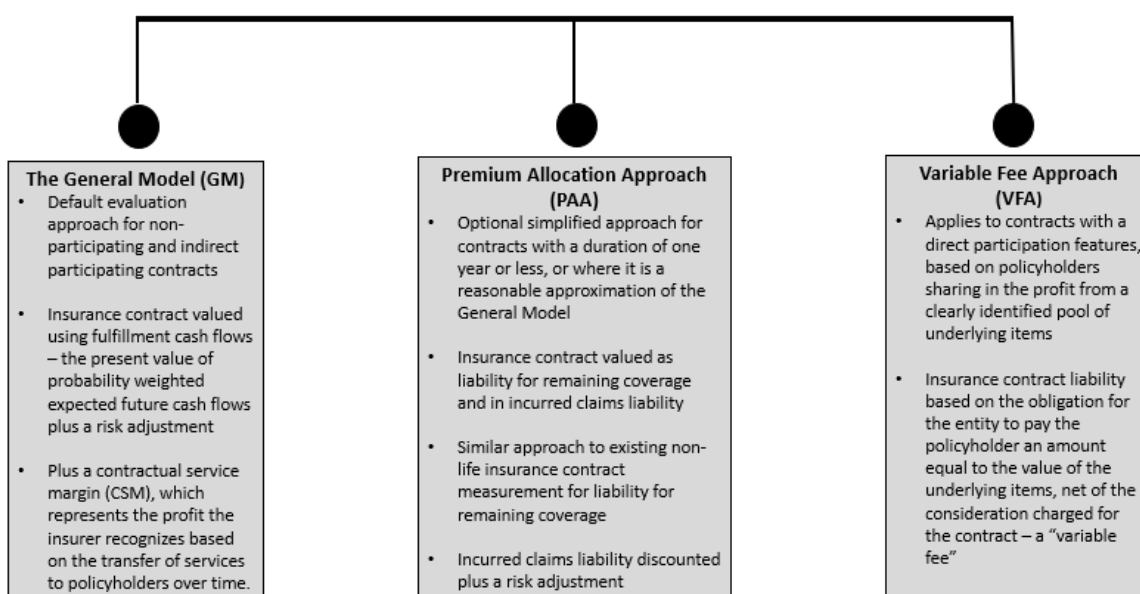 The General Model (GM)
• Default evaluation
approach for non-
participating and indirect
participating contracts
• Insurance contract valued
using fulfillment cash flows
– the present value of
probability weighted
expected future cash flows
plus a risk adjustment
• Plus a contractual service
margin (CSM), which
represents the profit the
insurer recognizes based
on the transfer of services
to policyholders over time.
Premium Allocation Approach
(PAA)
• Optional simplified approach for
contracts with a duration of one
year or less, or where it is a
reasonable approximation of the
General Model
• Insurance contract valued as
liability for remaining coverage
and in incurred claims liability
• Similar approach to existing non-
life insurance contract
measurement for liability for
remaining coverage
• Incurred claims liability discounted
plus a risk adjustment
Variable Fee Approach
(VFA)
• Applies to contracts with a
direct participation features,
based on policyholders
sharing in the profit from a
clearly identified pool of
underlying items
• Insurance contract liability
based on the obligation for
the entity to pay the
policyholder an amount
equal to the value of the
underlying items, net of the
consideration charged for
the contract – a “variable
fee”